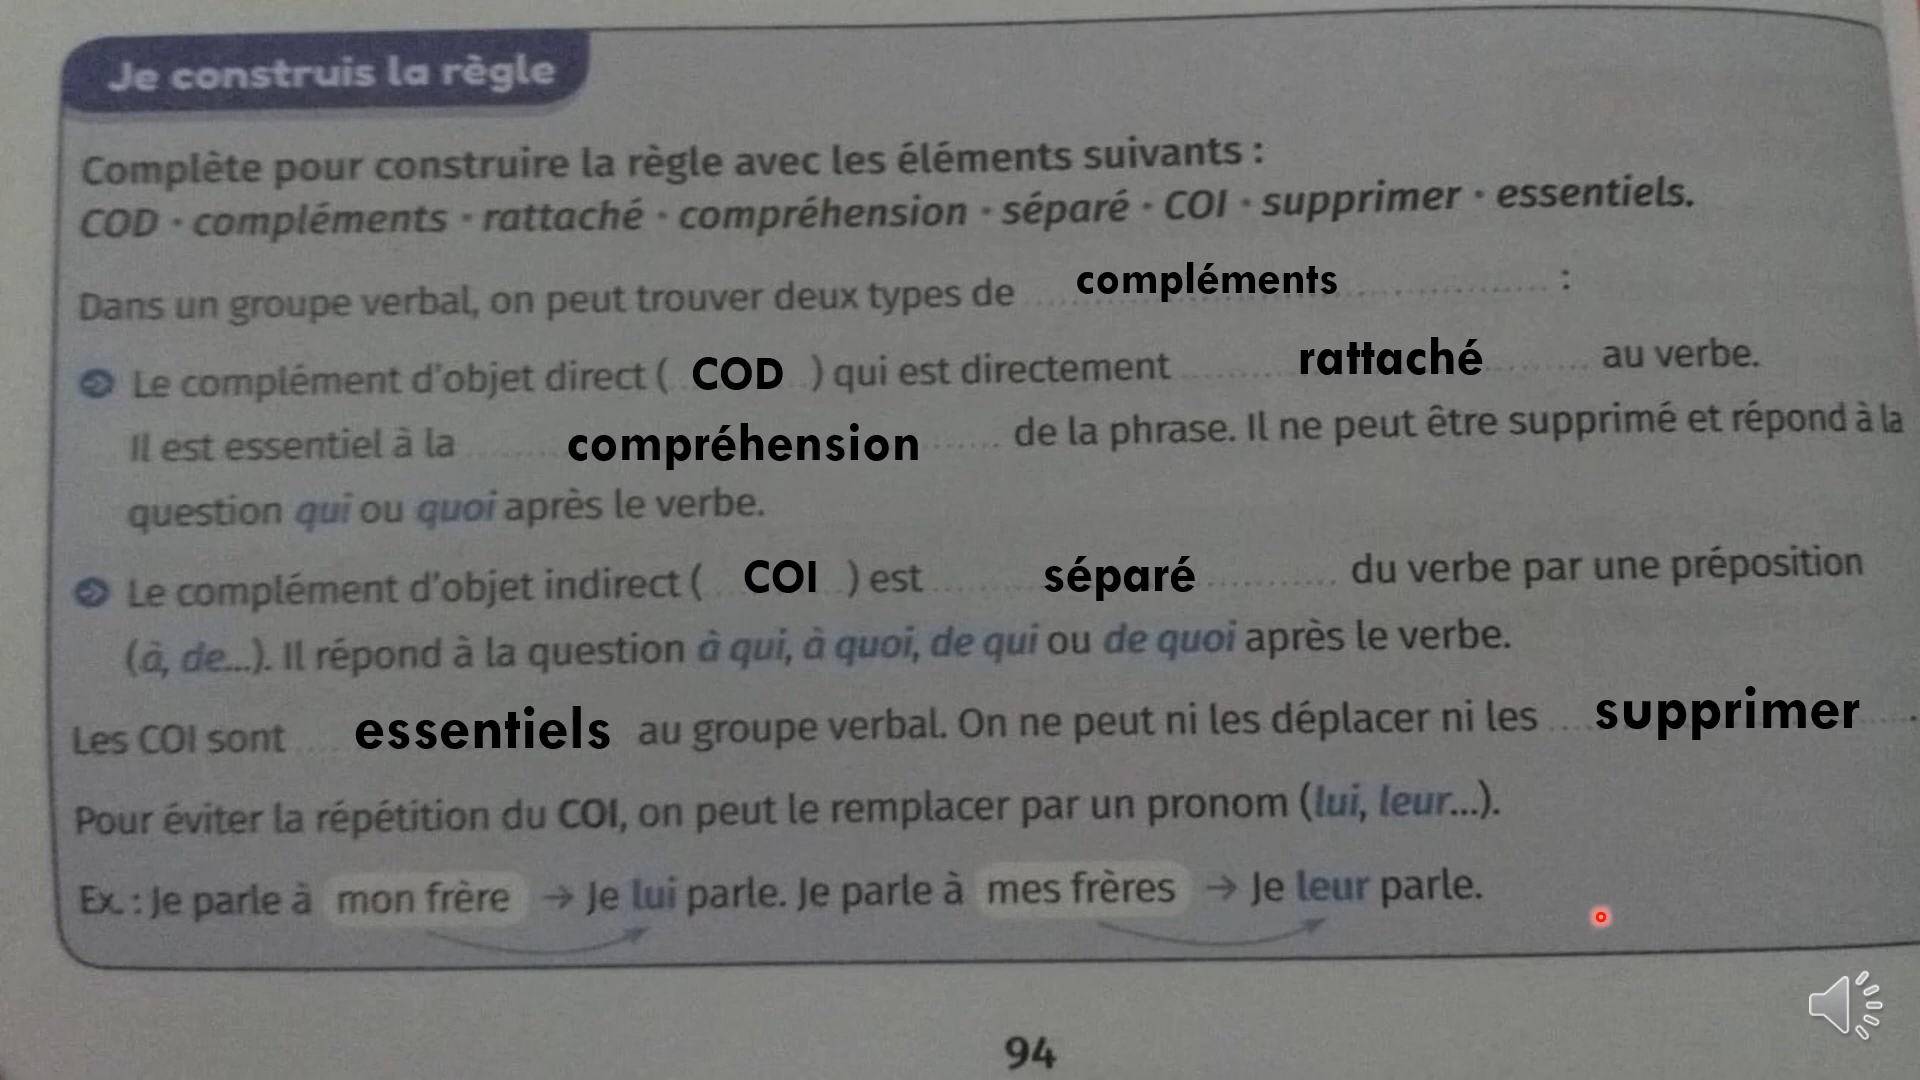 Je construis la règle
Complète pour construire la règle avec les éléments suivants :
COD • compléments • rattaché • compréhension • séparé • COI • supprimer • essentiels.
Dans un groupe verbal, on peut trouver deux types de compléments :
Le complément d'objet direct ( COD ) qui est directement rattaché au verbe.
Il est essentiel à la compréhension de la phrase. Il ne peut être supprimé et répond à la
question qui ou quoi après le verbe.
Le complément d'objet indirect ( COI ) est séparé du verbe par une préposition
(à, de...). Il répond à la question à qui, à quoi, de qui ou de quoi après le verbe.
Les COI sont essentiels au groupe verbal. On ne peut ni les déplacer ni les supprimer.
Pour éviter la répétition du COI, on peut le remplacer par un pronom (lui, leur...).
Ex. : Je parle à mon frère → Je lui parle. Je parle à mes frères → Je leur parle.
94